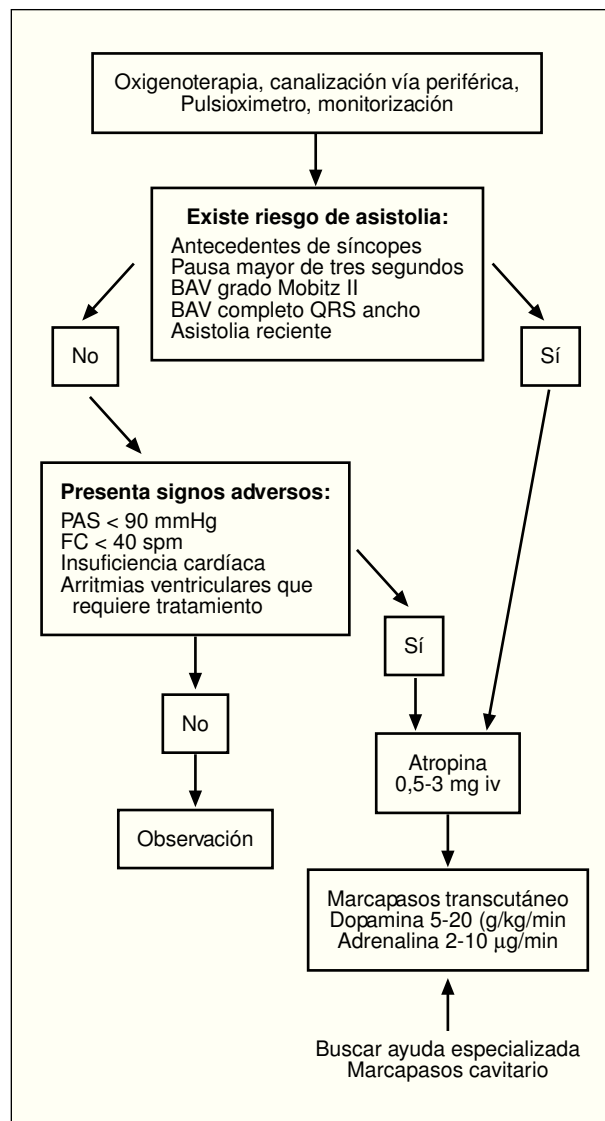 Oxigenoterapia, canalización vía periférica,
Pulsioximetro, monitorización
Existe riesgo de asistolia:
Antecedentes de síncopes
Pausa mayor de tres segundos
BAV grado Mobitz II
BAV completo QRS ancho
Asistolia reciente
No
Sí
Presenta signos adversos:
PAS < 90 mmHg
FC < 40 spm
Insuficiencia cardíaca
Arritmias ventriculares que
requiere tratamiento
Sí
No
Atropina
0,5-3 mg iv
Observación
Marcapasos transcutáneo
Dopamina 5-20 (g/kg/min
Adrenalina 2-10 μg/min
Buscar ayuda especializada
Marcapasos cavitario